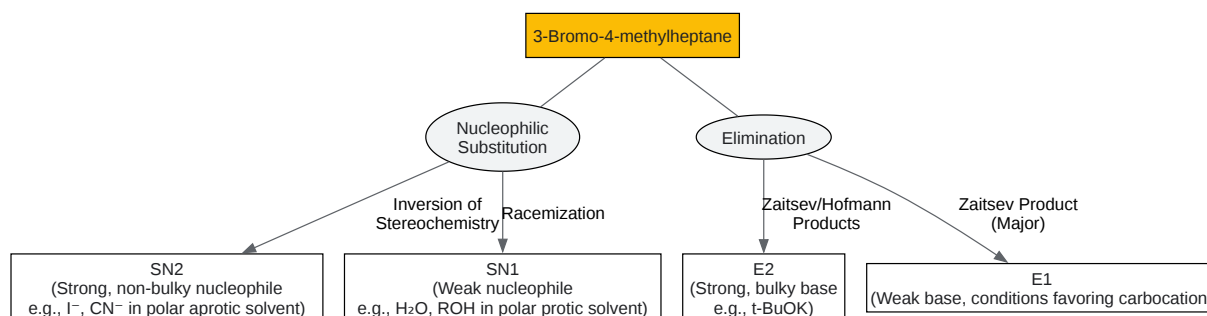 3-Bromo-4-methylheptane
Nucleophilic
Substitution
Elimination
Inversion of
Stereochemistry
Racemization
Zaitsev/Hofmann
Products
Zaitsev Product
(Major)
SN2
(Strong, non-bulky nucleophile
e.g., I⁻, CN⁻ in polar aprotic solvent)
SN1
(Weak nucleophile
e.g., H₂O, ROH in polar protic solvent)
E2
(Strong, bulky base
e.g., t-BuOK)
E1
(Weak base, conditions favoring carbocation)